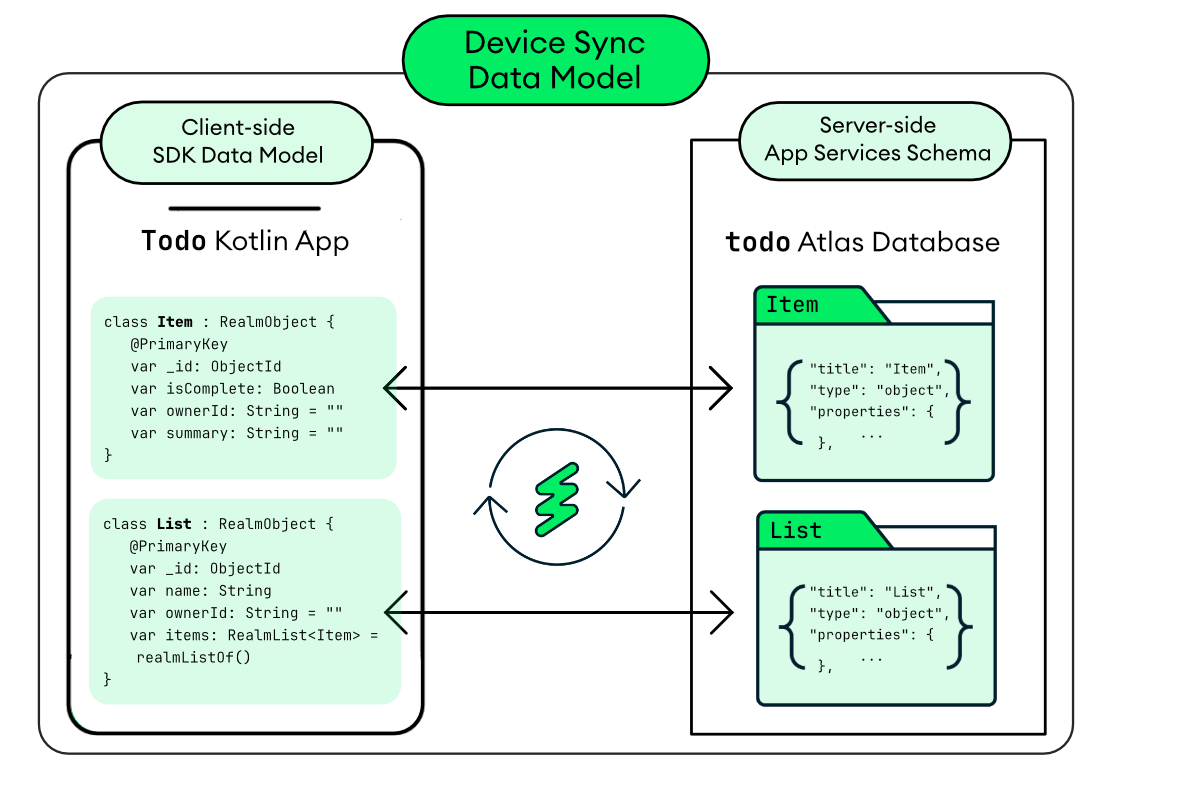 Device Sync
Data Model
Client-side
SDK Data Model
Todo Kotlin App
class Item : RealmObject {
@PrimaryKey
var _id: ObjectId
var isComplete: Boolean
var ownerId: String = ""
var summary: String = ""
}
class List : RealmObject {
@PrimaryKey
var _id: ObjectId
var name: String
var ownerId: String = ""
var items: RealmList<Item> =
realmListOf()
}
Server-side
App Services Schema
todo Atlas Database
Item
{ "title": "Item",
"type": "object",
"properties": {
...
}, }
List
{ "title": "List",
"type": "object",
"properties": {
...
}, }